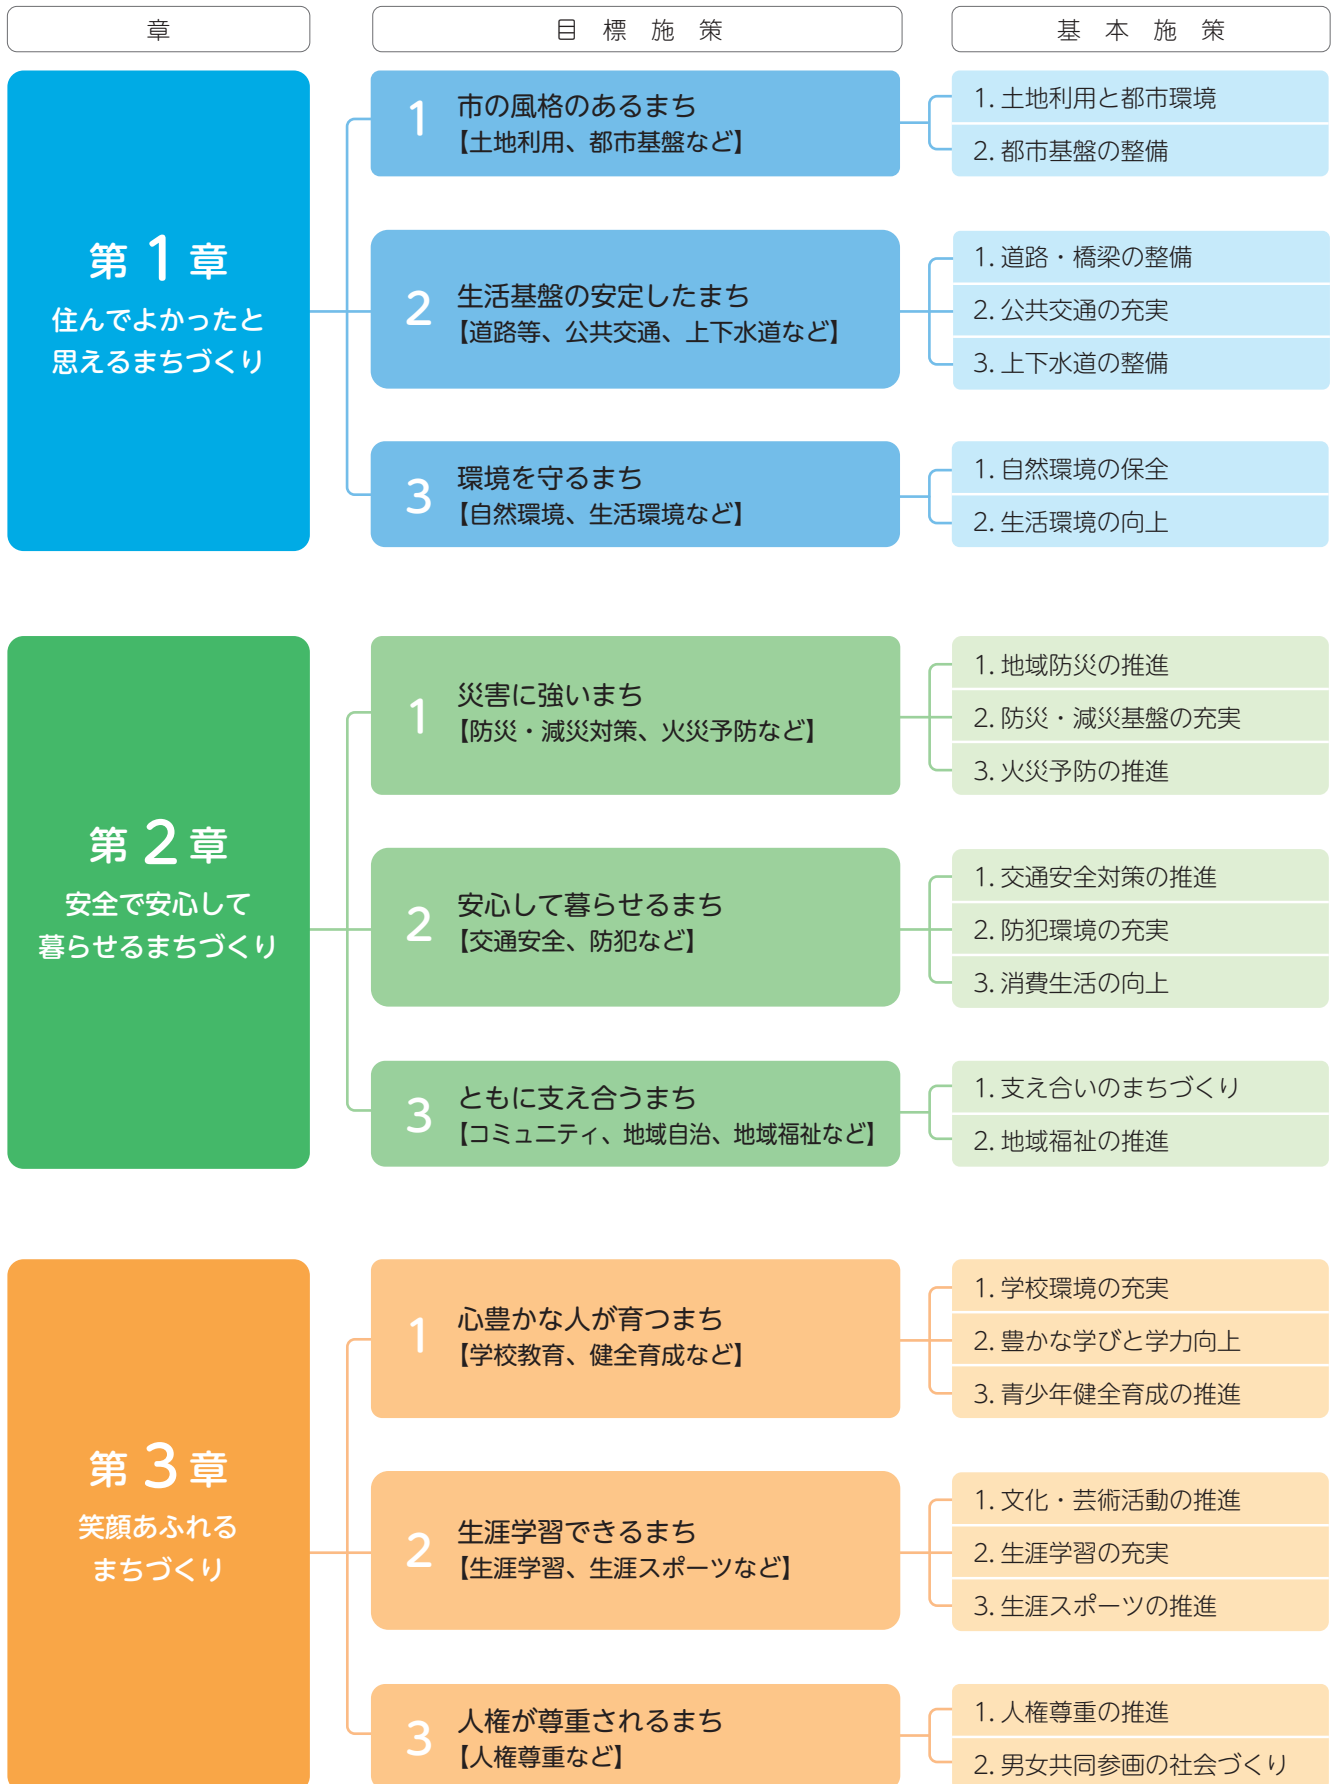 章
目標施策
基本施策
第1章
住んでよかったと
思えるまちづくり
1
市の風格のあるまち
【土地利用、都市基盤など】
1. 土地利用と都市環境
2. 都市基盤の整備
2
生活基盤の安定したまち
【道路等、公共交通、上下水道など】
1. 道路・橋梁の整備
2. 公共交通の充実
3. 上下水道の整備
3
環境を守るまち
【自然環境、生活環境など】
1. 自然環境の保全
2. 生活環境の向上
第2章
安全で安心して
暮らせるまちづくり
1
災害に強いまち
【防災・減災対策、火災予防など】
1. 地域防災の推進
2. 防災・減災基盤の充実
3. 火災予防の推進
2
安心して暮らせるまち
【交通安全、防犯など】
1. 交通安全対策の推進
2. 防犯環境の充実
3. 消費生活の向上
3
ともに支え合うまち
【コミュニティ、地域自治、地域福祉など】
1. 支え合いのまちづくり
2. 地域福祉の推進
第3章
笑顔あふれる
まちづくり
1
心豊かな人が育つまち
【学校教育、健全育成など】
1. 学校環境の充実
2. 豊かな学びと学力向上
3. 青少年健全育成の推進
2
生涯学習できるまち
【生涯学習、生涯スポーツなど】
1. 文化・芸術活動の推進
2. 生涯学習の充実
3. 生涯スポーツの推進
3
人権が尊重されるまち
【人権尊重など】
1. 人権尊重の推進
2. 男女共同参画の社会づくり